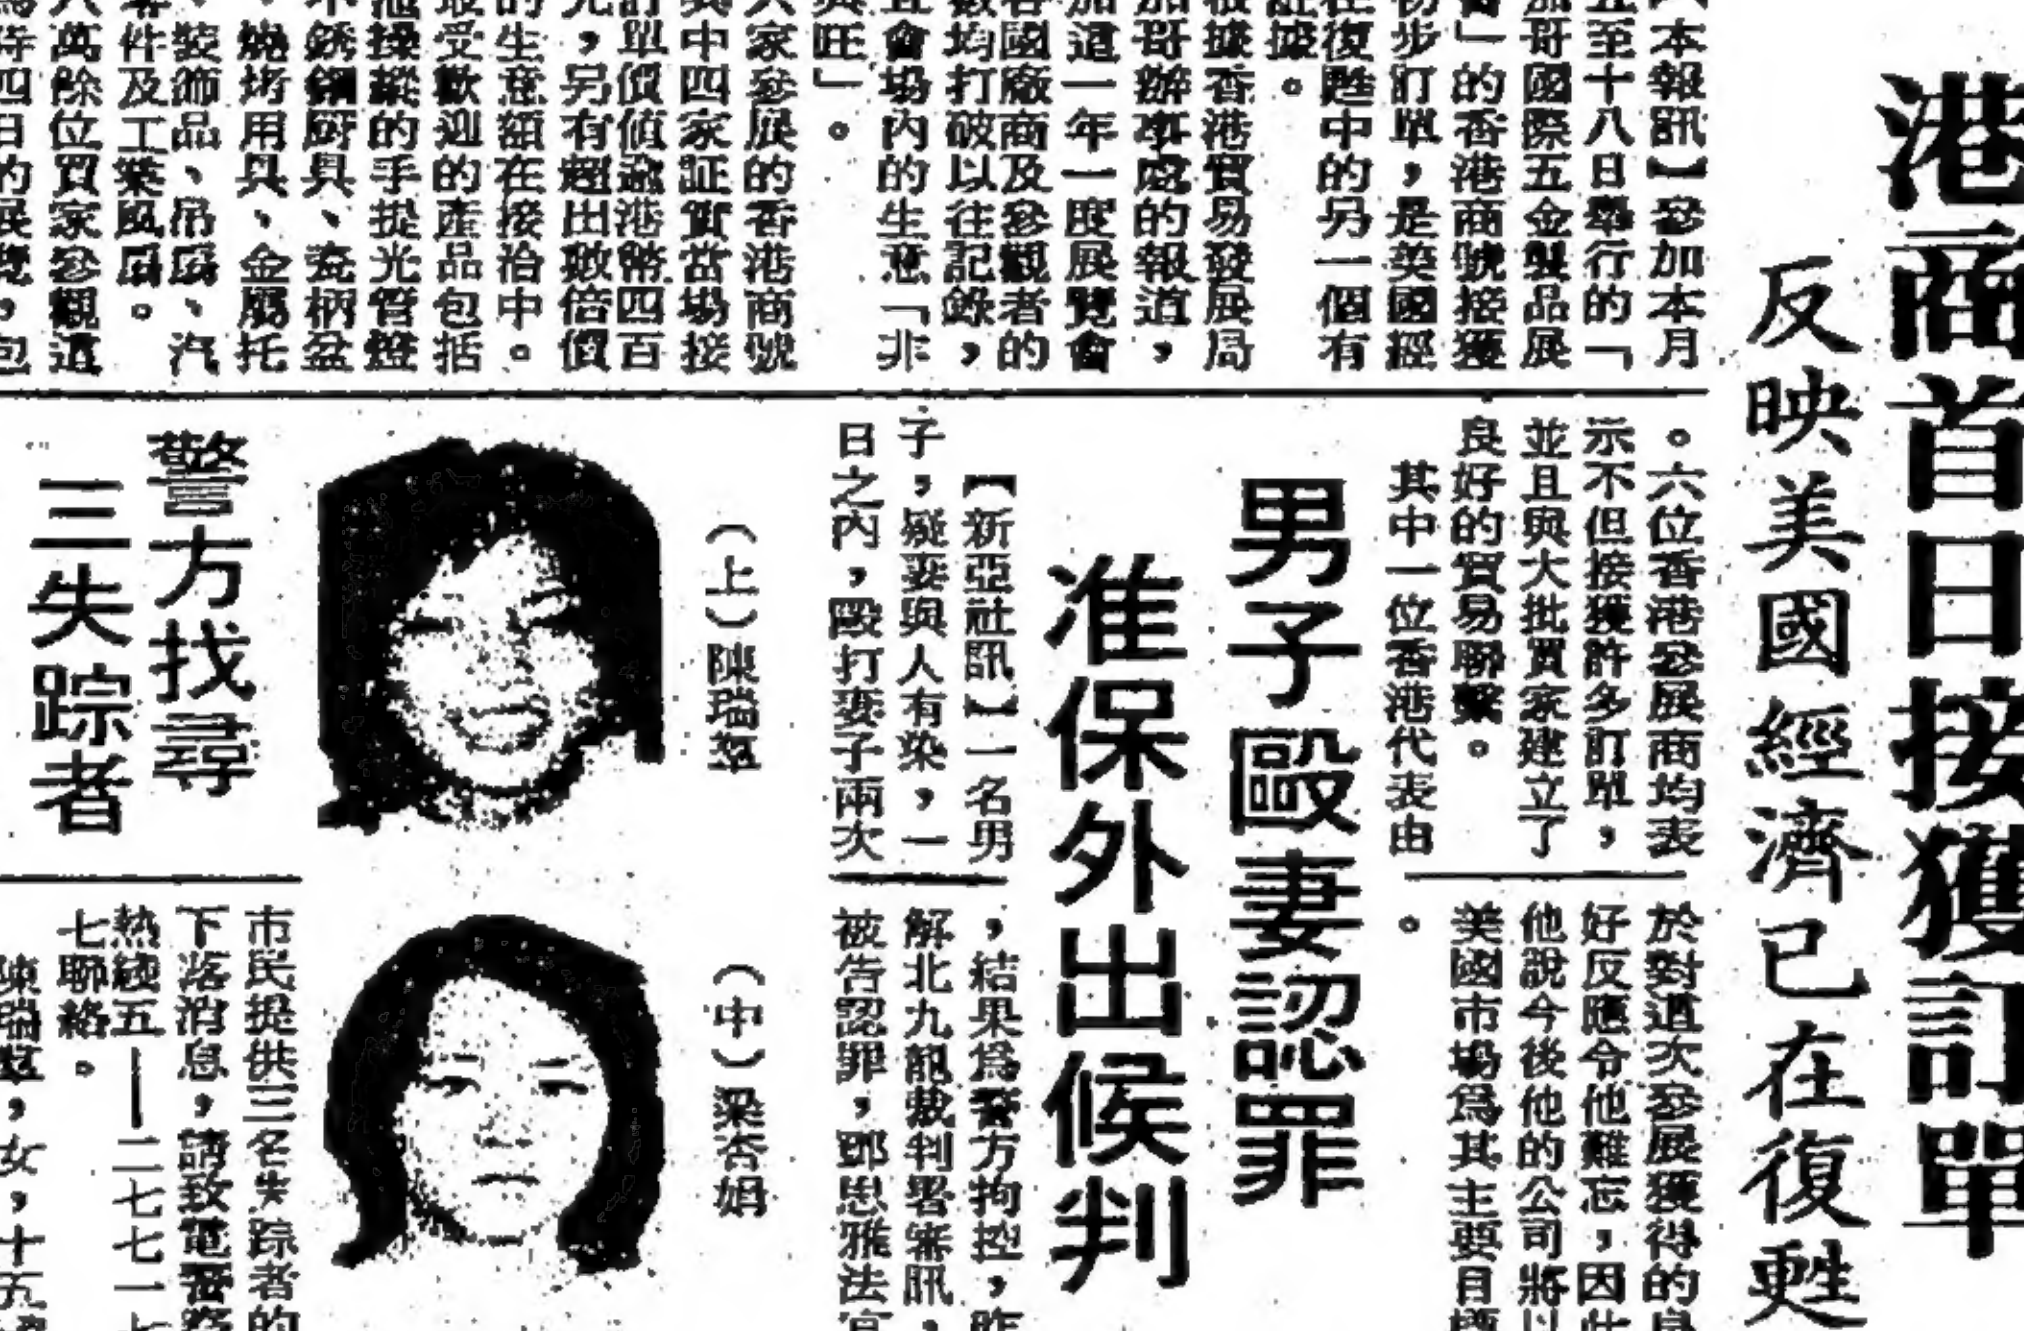 港商首日接獲訂單
反映美國經濟已在復甦
【本報訊】參加本月
五至十八日舉行的「
加哥國際五金製品展
」的香港商號接獲
初步訂單，是美國經
在復甦中的另一個有
証據。
根據香港貿易發展局
加哥辦事處的報道，
加這一年一度展覽會
各國廠商及參觀者的
數均打破以往記錄，
且會場內的生意「非
興旺」。
六家參展的香港商號
其中四家証實當場接
訂單價值逾港幣四百
元，另有超出數倍價
的生意額在接洽中。
最受歡迎的產品包括
池操縱的手提光管燈
不銹鋼厨具、瓷柄盆
、燒烤用具、金屬托
、裝飾品、吊扇、汽
零件及工業風扇。
八萬除位買家參觀這
為時四日的展覽，包
。六位香港參展商均表
示不但接獲許多訂單，
並且與大批買家建立了
良好的貿易聯繫。
其中一位香港代表由
於對這次參展獲得的良
好反應令他難忘，因此
他說今後他的公司將以
美國市場為其主要目標
。
男子毆妻認罪
准保外出候判
【新亞社訊】一名男
子，疑妻與人有染，一
日之內，毆打妻子兩次
，結果為警方拘控，昨
解北九龍裁判署審訊，
被告認罪，鄧思雅法官
（上）陳瑞
（中）梁杏娟
警方找尋
三失踪者
市民提供三名失踪者的
下落消息，請致電警察
熱綫五——二七七一七
七聯絡。
陳瑞，女，十五